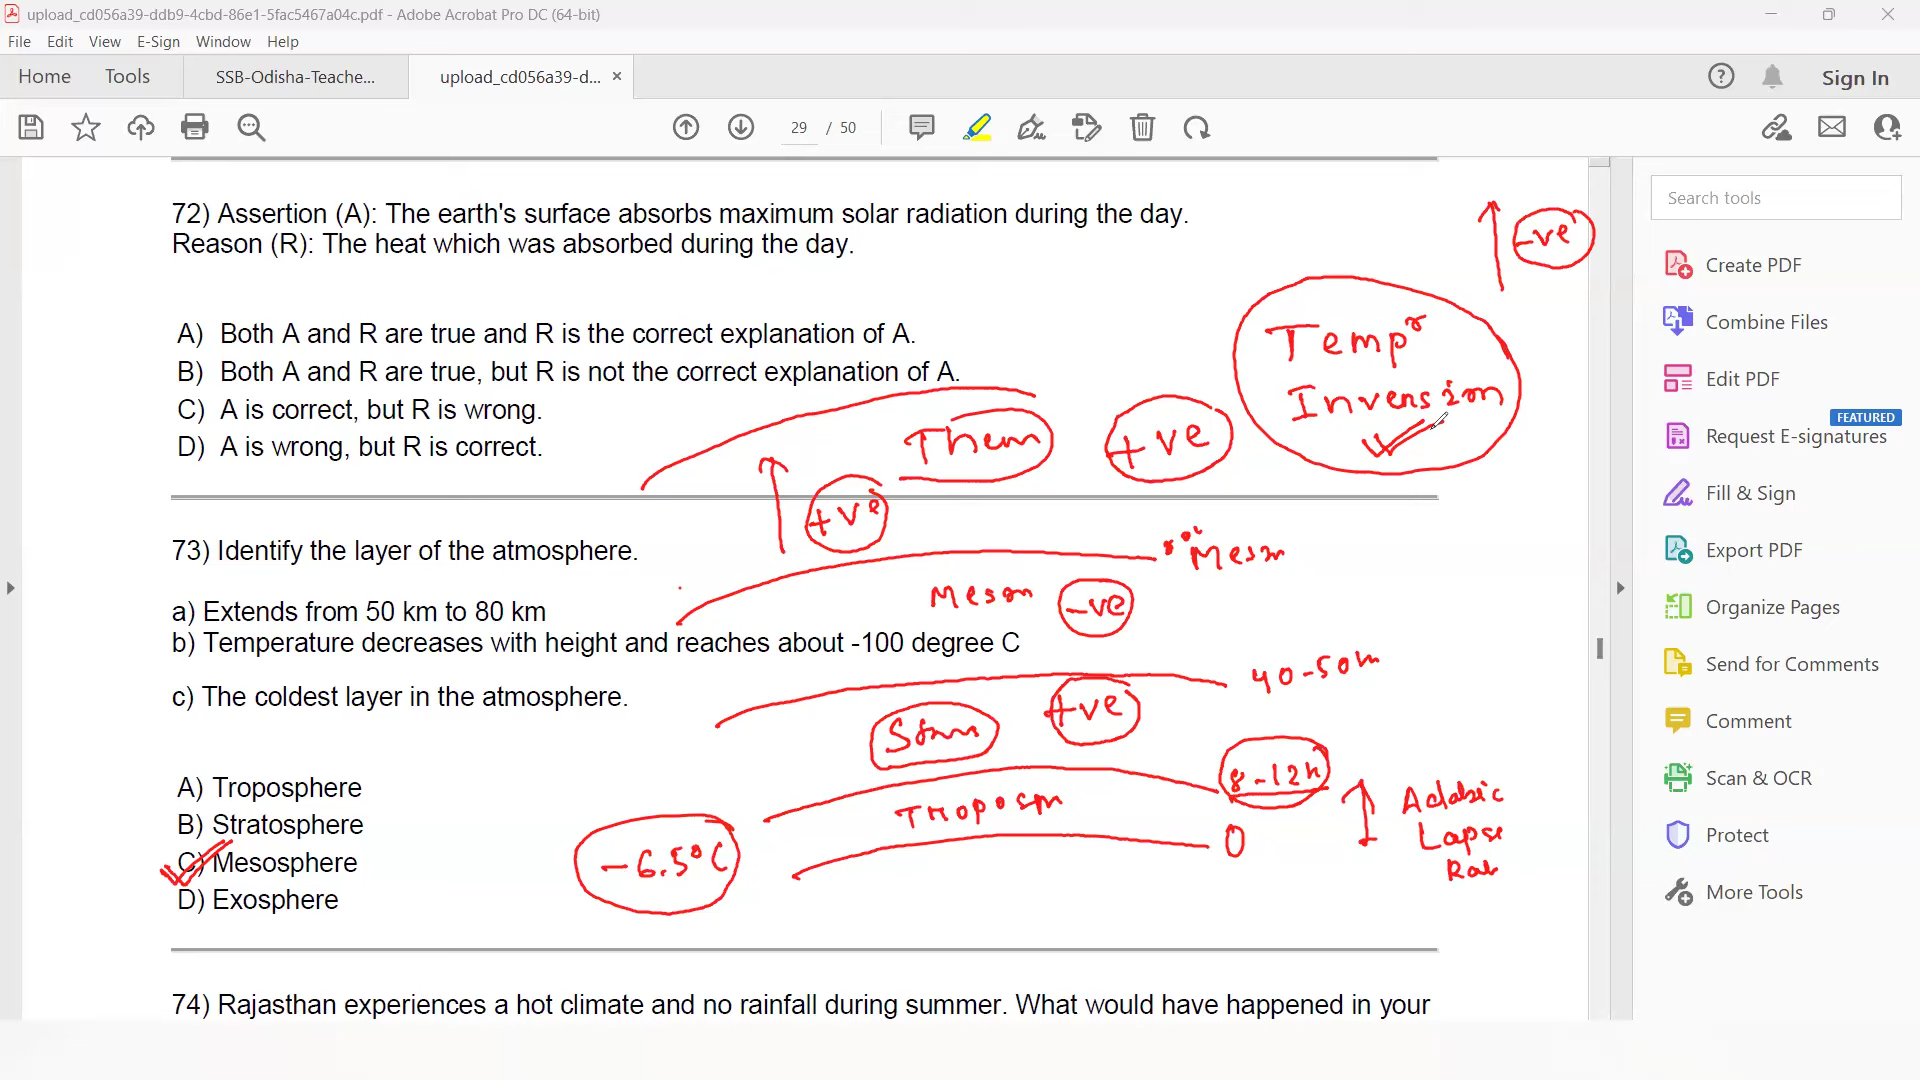 upload_cd056a39-ddb9-4cbd-86e1-5fac5467a04c.pdf - Adobe Acrobat Pro DC (64-bit)
File Edit View E-Sign Window Help
Home Tools SSB-Odisha-Teache... upload_cd056a39-d... × Sign In
29 / 50
72) Assertion (A): The earth's surface absorbs maximum solar radiation during the day.
Reason (R): The heat which was absorbed during the day.
A) Both A and R are true and R is the correct explanation of A.
B) Both A and R are true, but R is not the correct explanation of A.
C) A is correct, but R is wrong.
D) A is wrong, but R is correct.
-ve
Tempr
Inversion
Them
+ve
+ve
73) Identify the layer of the atmosphere.
a) Extends from 50 km to 80 km
b) Temperature decreases with height and reaches about -100 degree C
c) The coldest layer in the atmosphere.
A) Troposphere
B) Stratosphere
C) Mesosphere
D) Exosphere
Meson
-ve
40-50
+ve
8-12
Troposm
0
-6.5°C
Lapse
74) Rajasthan experiences a hot climate and no rainfall during summer. What would have happened in your
Search tools
Create PDF
Combine Files
Edit PDF
FEATURED
Request E-signatures
Fill & Sign
Export PDF
Organize Pages
Send for Comments
Comment
Scan & OCR
Protect
More Tools